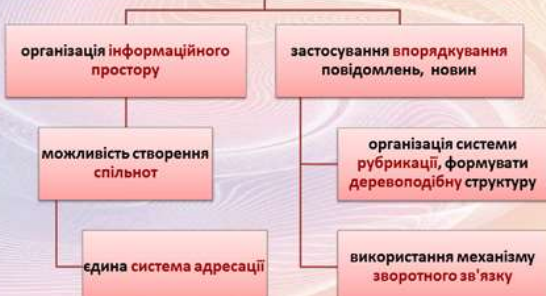 організація інформаційного
простору
застосування впорядкування
повідомлень, новин
можливість створення
спільнот
організація системи
рубрикації, формувати
деревоподібну структуру
єдина система адресації
використання механізму
зворотного зв'язку